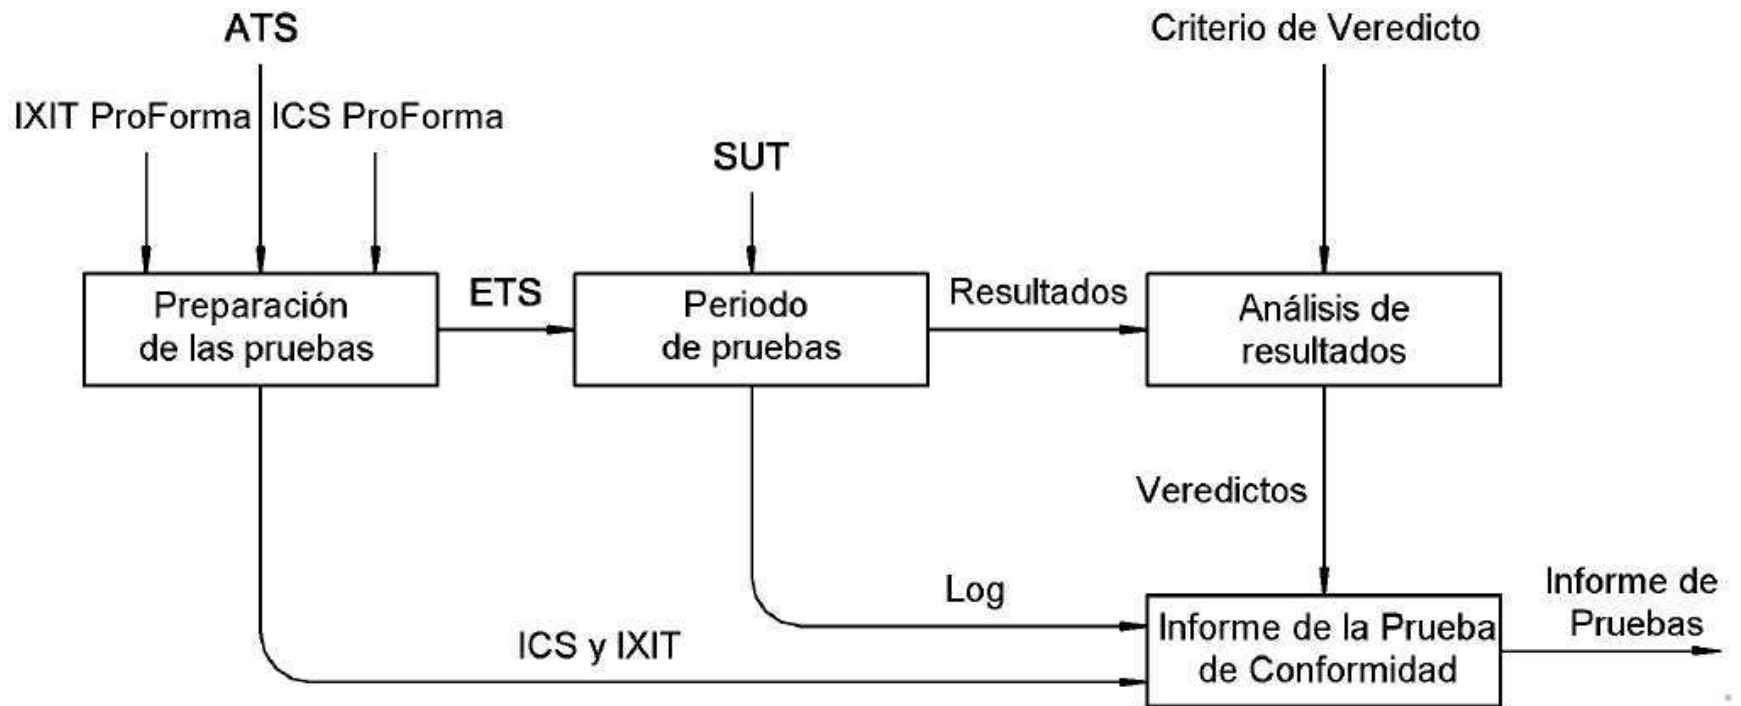 ATS
Criterio de Veredicto
IXIT ProForma
ICS ProForma
SUT
Preparación
de las pruebas
ETS
Periodo
de pruebas
Resultados
Análisis de
resultados
Veredictos
Log
ICS y IXIT
Informe de la Prueba
de Conformidad
Informe de
Pruebas